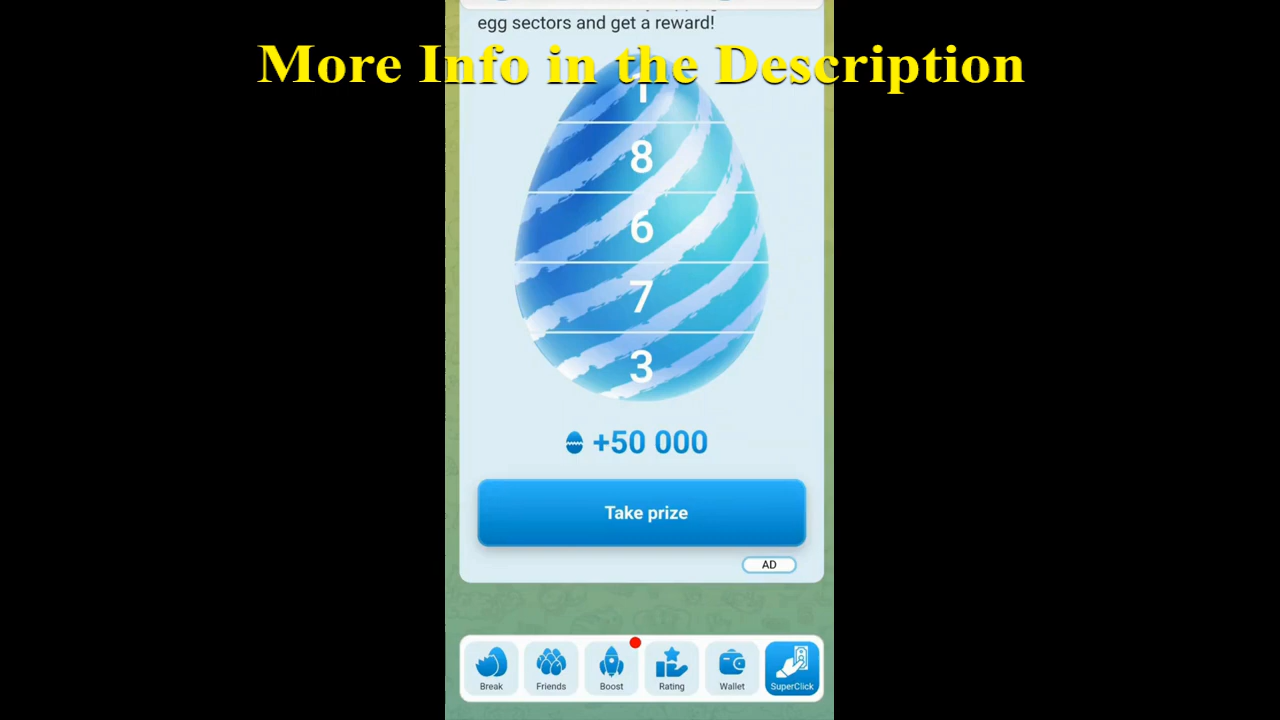 egg sectors and get a reward!
More Info in the Description
1
8
6
7
3
+50 000
Take prize
AD
Break
Friends
Boost
Rating
Wallet
SuperClick